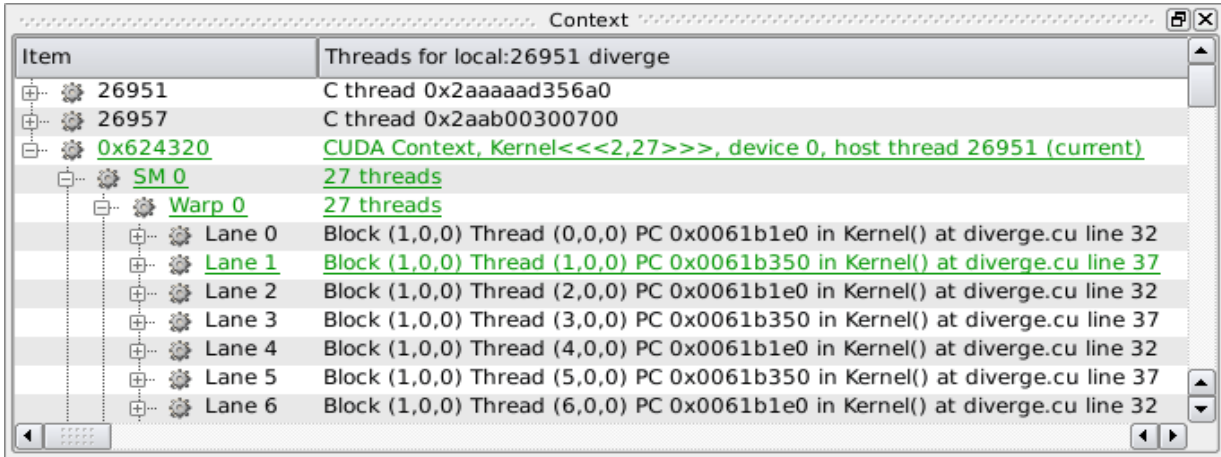 Context
Item Threads for local:26951 diverge
26951 C thread 0x2aaaaad356a0
26957 C thread 0x2aab00300700
0x624320 CUDA Context, Kernel<<<2,27>>>, device 0, host thread 26951 (current)
SM 0 27 threads
Warp 0 27 threads
Lane 0 Block (1,0,0) Thread (0,0,0) PC 0x0061b1e0 in Kernel() at diverge.cu line 32
Lane 1 Block (1,0,0) Thread (1,0,0) PC 0x0061b350 in Kernel() at diverge.cu line 37
Lane 2 Block (1,0,0) Thread (2,0,0) PC 0x0061b1e0 in Kernel() at diverge.cu line 32
Lane 3 Block (1,0,0) Thread (3,0,0) PC 0x0061b350 in Kernel() at diverge.cu line 37
Lane 4 Block (1,0,0) Thread (4,0,0) PC 0x0061b1e0 in Kernel() at diverge.cu line 32
Lane 5 Block (1,0,0) Thread (5,0,0) PC 0x0061b350 in Kernel() at diverge.cu line 37
Lane 6 Block (1,0,0) Thread (6,0,0) PC 0x0061b1e0 in Kernel() at diverge.cu line 32